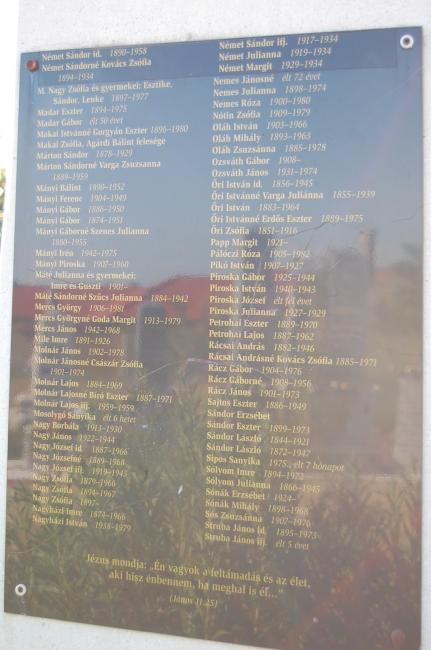 Német Sándor id. 1890–1958
Német Sándorné Kovács Zsófia
1894–1934
M. Nagy Zsófia és gyermekei: Esztike,
Sándor, Lenke 1897–1977
Madar Eszter 1894–1975
Madar Gábor élt 50 évet
Makai Istvánné Gorgyán Eszter 1896–1980
Makai Zsófia, Agárdi Bálint felesége
Márton Sándor 1878–1929
Márton Sándorné Varga Zsuzsanna
1889–1959
Mányi Bálint 1890–1952
Mányi Ferenc 1904–1949
Mányi Gábor 1886–1950
Mányi Gábor 1874–1951
Mányi Gáborné Szenes Julianna
1880–1955
Mányi Irén 1942–1975
Mányi Piroska 1907–1960
Máté Julianna és gyermekei:
Imre és Guszti 1901–
Máté Sándorné Szűcs Julianna 1884–1942
Mercs György 1906–1981
Mercs Györgyné Goda Margit 1913–1979
Mercs János 1942–1968
Mile Imre 1891–1926
Molnár János 1902–1978
Molnár Jánosné Császár Zsófia
1901–1974
Molnár Lajos 1884–1969
Molnár Lajosné Bíró Eszter 1887–1971
Molnár Lajos ifj. 1959–1959
Mosolygó Sanyika élt 6 hetet
Nagy Borbála 1913–1930
Nagy János 1922–1944
Nagy József id. 1887–1966
Nagy Józsefné 1889–1968
Nagy József ifj. 1919–1943
Nagy Zsófia 1879–1966
Nagy Zsófia 1894–1967
Nagy Zsófia 1897–
Nagyházi Imre 1874–1966
Nagyházi István 1938–1979
Német Sándor ifj. 1917–1934
Német Julianna 1919–1934
Német Margit 1929–1934
Nemes Jánosné élt 72 évet
Nemes Julianna 1898–1974
Nemes Róza 1900–1980
Nótin Zsófia 1909–1979
Oláh István 1903–1966
Oláh Mihály 1893–1963
Oláh Zsuzsánna 1885–1978
Ozsváth Gábor 1908–
Ozsváth János 1931–1974
Őri István id. 1856–1945
Őri Istvánné Varga Juliánna 1855–1939
Őri István 1883–1964
Őri Istvánné Erdős Eszter 1889–1975
Őri Zsófia 1851–1916
Papp Margit 1921–
Pálóczi Róza 1905–1982
Pikó István 1907–1927
Piroska Gábor 1925–1944
Piroska István 1940–1943
Piroska József élt fél évet
Piroska Julianna 1927–1929
Petrohai Eszter 1889–1970
Petrohai Lajos 1887–1962
Rácsai András 1882–1946
Rácsai Andrásné Kovács Zsófia 1885–1971
Rácz Gábor 1904–1976
Rácz Gáborné 1908–1956
Rácz János 1901–1973
Sajtos Eszter 1886–1949
Sándor Erzsébet
Sándor Eszter 1899–1973
Sándor László 1844–1921
Sándor László 1872–1947
Sipos Sanyika 1975., élt 7 hónapot
Sólyom Imre 1894–1972
Sólyom Julianna 1866–1945
Sónák Erzsébet 1924–
Sónák Mihály 1898–1968
Sós Zsuzsánna 1907–1976
Struba János id. 1895–1973
Struba János ifj. élt 5 évet
Jézus mondja: „Én vagyok a feltámadás és az élet,
aki hisz énbennem, ha meghal is él..."
(János 11,25)